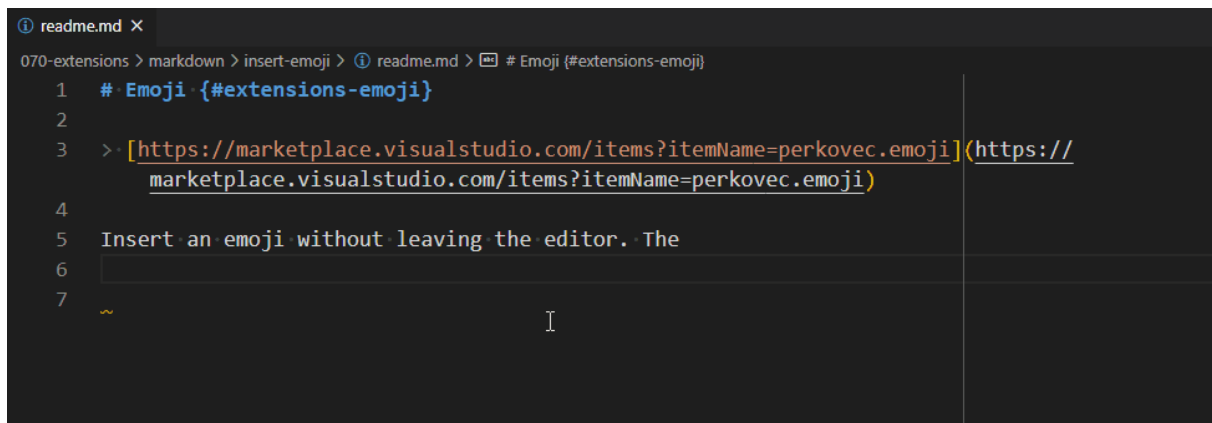 readme.md
070-extensions > markdown > insert-emoji > readme.md > # Emoji {#extensions-emoji}
1 # Emoji {#extensions-emoji}
2
3 > [https://marketplace.visualstudio.com/items?itemName=perkovec.emoji](https://
marketplace.visualstudio.com/items?itemName=perkovec.emoji)
4
5 Insert an emoji without leaving the editor. The
6
7